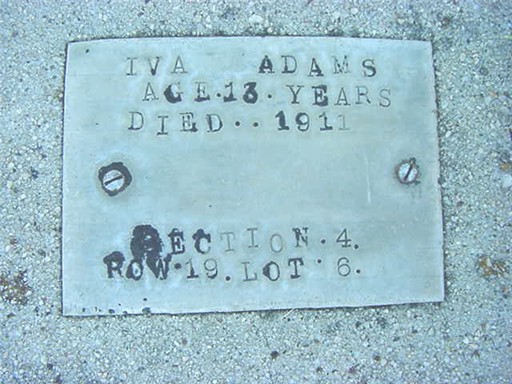 IVA ADAMS
AGE·13·YEARS
DIED··1911
SECTION·4.
ROW·19.LOT·6.